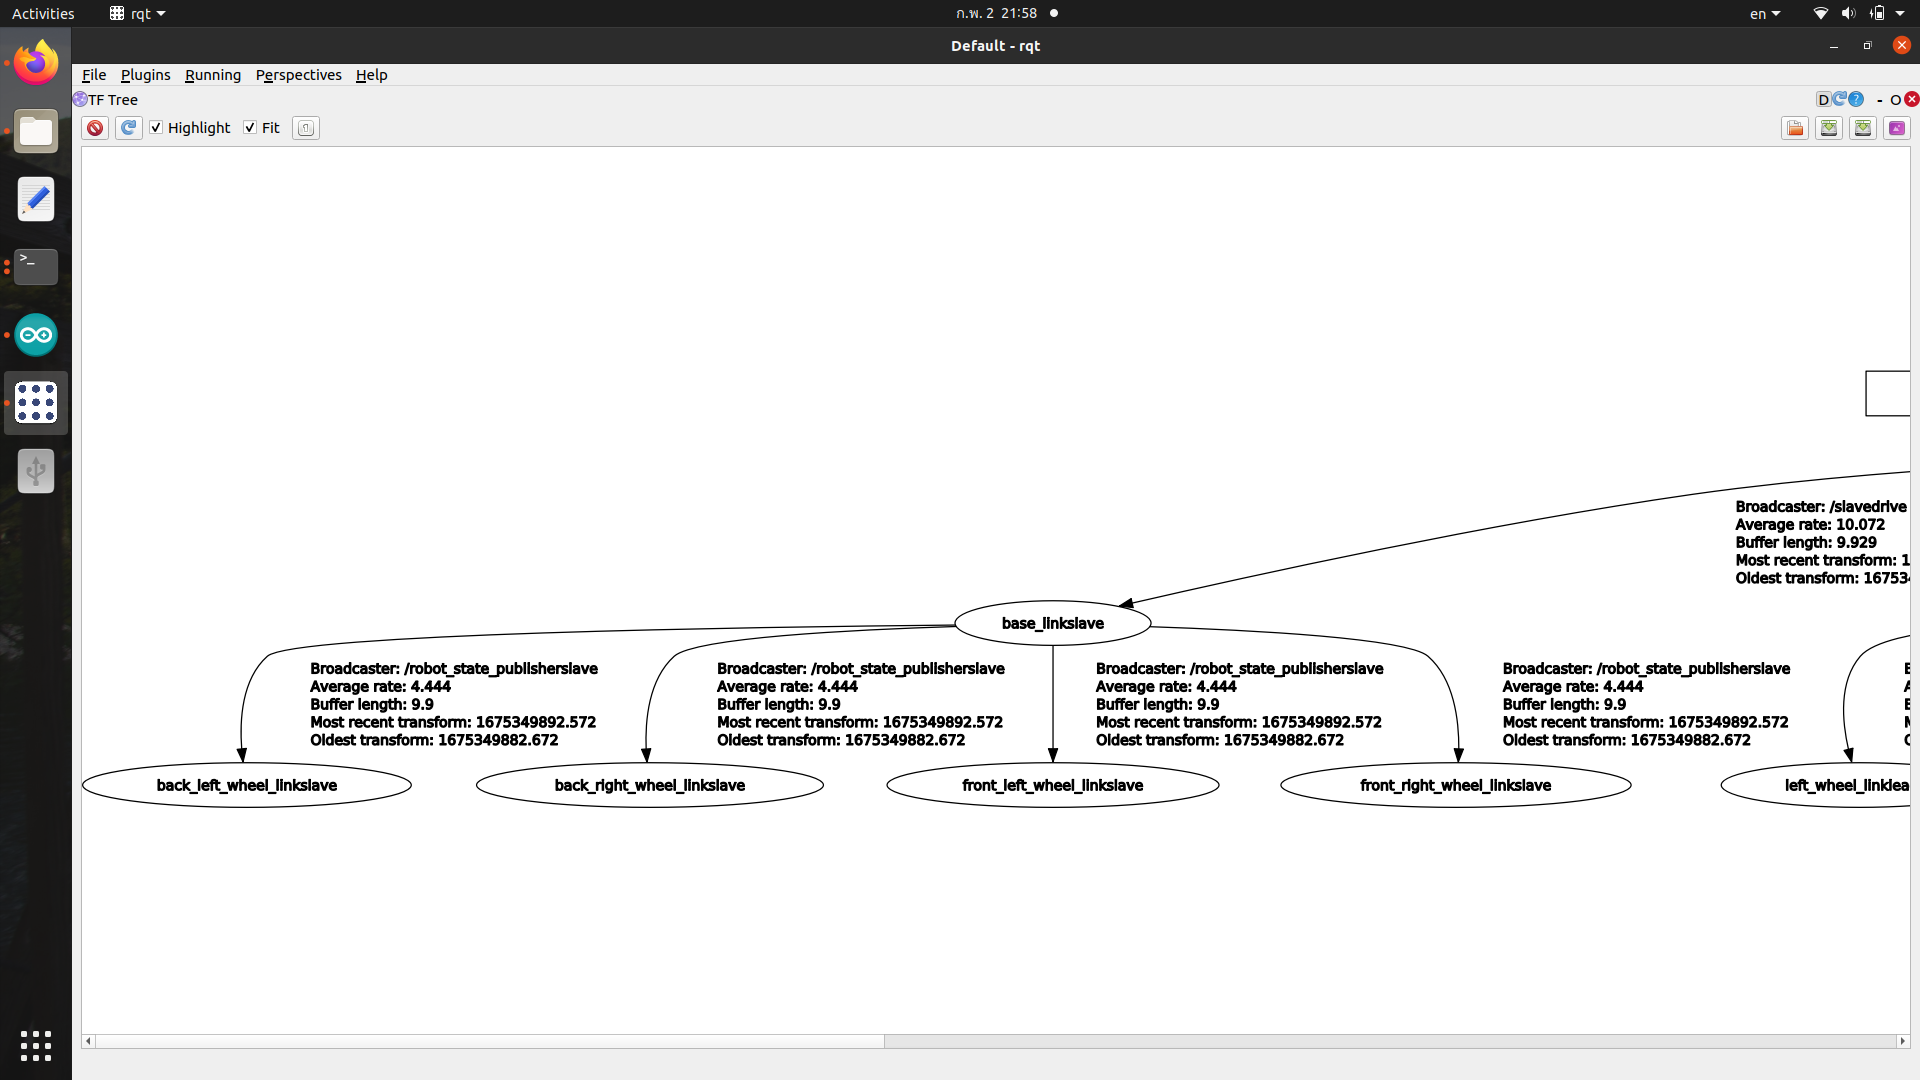 Activities
rqt
ก.พ. 2 21:58
en
Default - rqt
File Plugins Running Perspectives Help
TF Tree
D
- O
Highlight Fit
Broadcaster: /slavedrive
Average rate: 10.072
Buffer length: 9.929
Most recent transform: 1
Oldest transform: 16753
base_linkslave
Broadcaster: /robot_state_publisherslave
Average rate: 4.444
Buffer length: 9.9
Most recent transform: 1675349892.572
Oldest transform: 1675349882.672
Broadcaster: /robot_state_publisherslave
Average rate: 4.444
Buffer length: 9.9
Most recent transform: 1675349892.572
Oldest transform: 1675349882.672
Broadcaster: /robot_state_publisherslave
Average rate: 4.444
Buffer length: 9.9
Most recent transform: 1675349892.572
Oldest transform: 1675349882.672
Broadcaster: /robot_state_publisherslave
Average rate: 4.444
Buffer length: 9.9
Most recent transform: 1675349892.572
Oldest transform: 1675349882.672
back_left_wheel_linkslave
back_right_wheel_linkslave
front_left_wheel_linkslave
front_right_wheel_linkslave
left_wheel_linklea